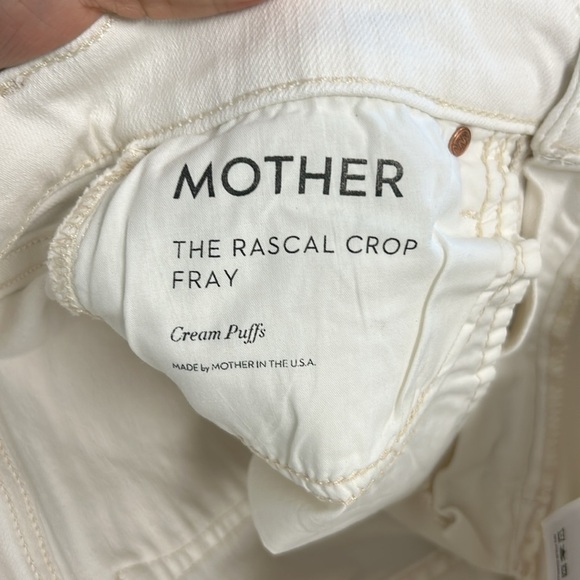 MOTHER
THE RASCAL CROP
FRAY
Cream Puffs
MADE by MOTHER IN THE U.S.A.